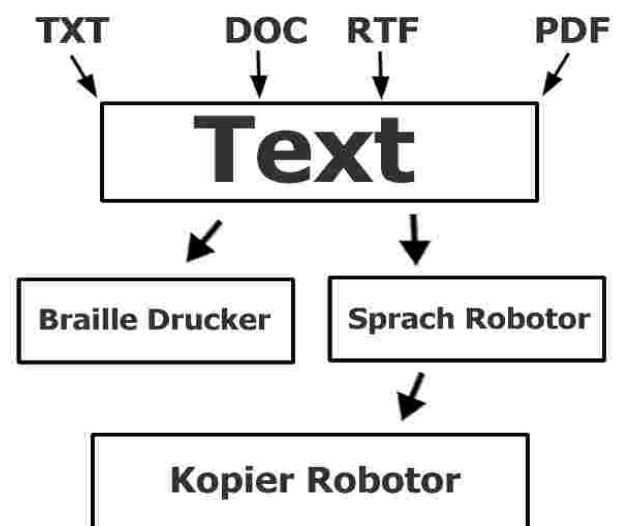 TXT DOC RTF PDF
Text
Braille Drucker Sprach Robotor
Kopier Robotor